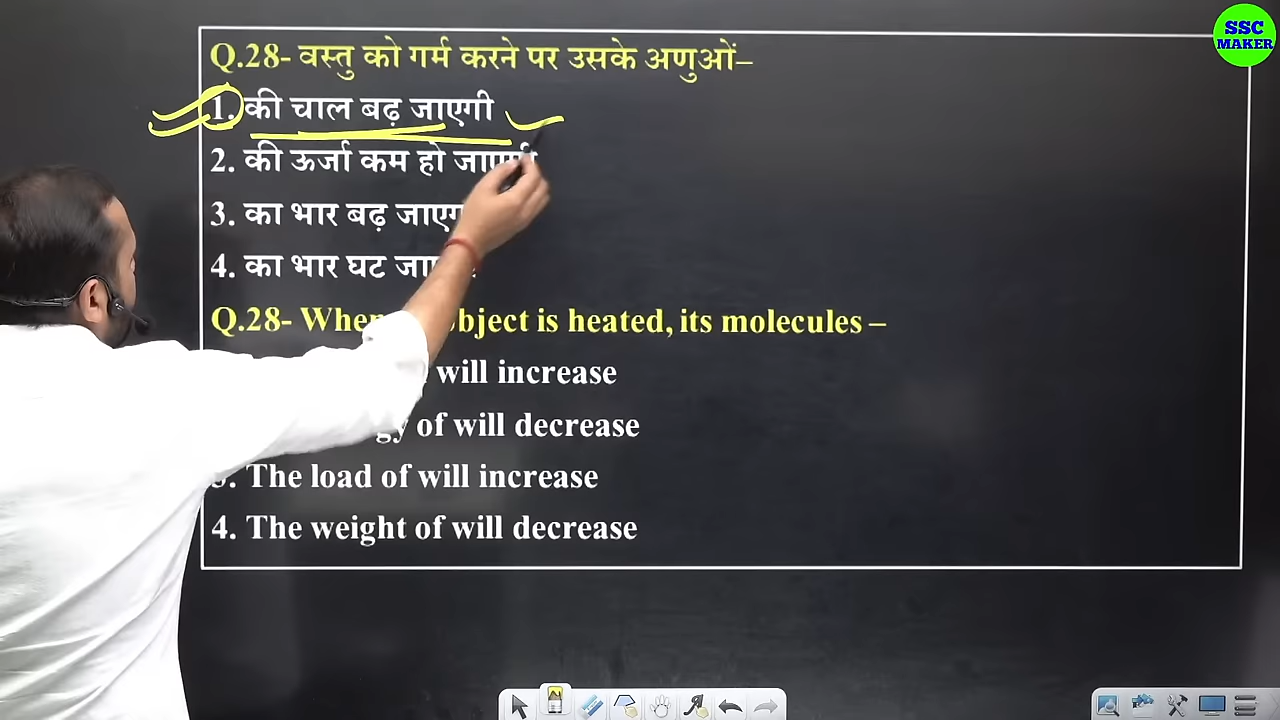 SSC
MAKER
Q.28- वस्तु को गर्म करने पर उसके अणुओं–
1. की चाल बढ़ जाएगी
2. की ऊर्जा कम हो
3. का भार बढ़
4. का भार घट
Q.28- When object is heated, its molecules –
will increase
of will decrease
3. The load of will increase
4. The weight of will decrease